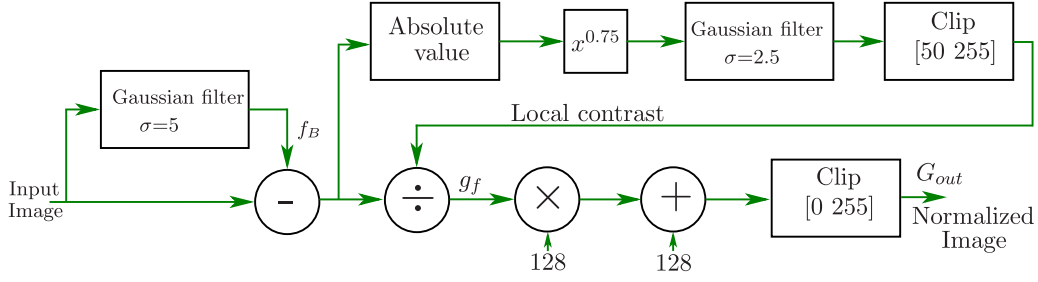 Absolute
value
x^0.75
Gaussian filter
σ=2.5
Clip
[50 255]
Gaussian filter
σ=5
f_B
Local contrast
Input
Image
-
÷
g_f
×
+
Clip
[0 255]
G_out
Normalized
Image
128
128